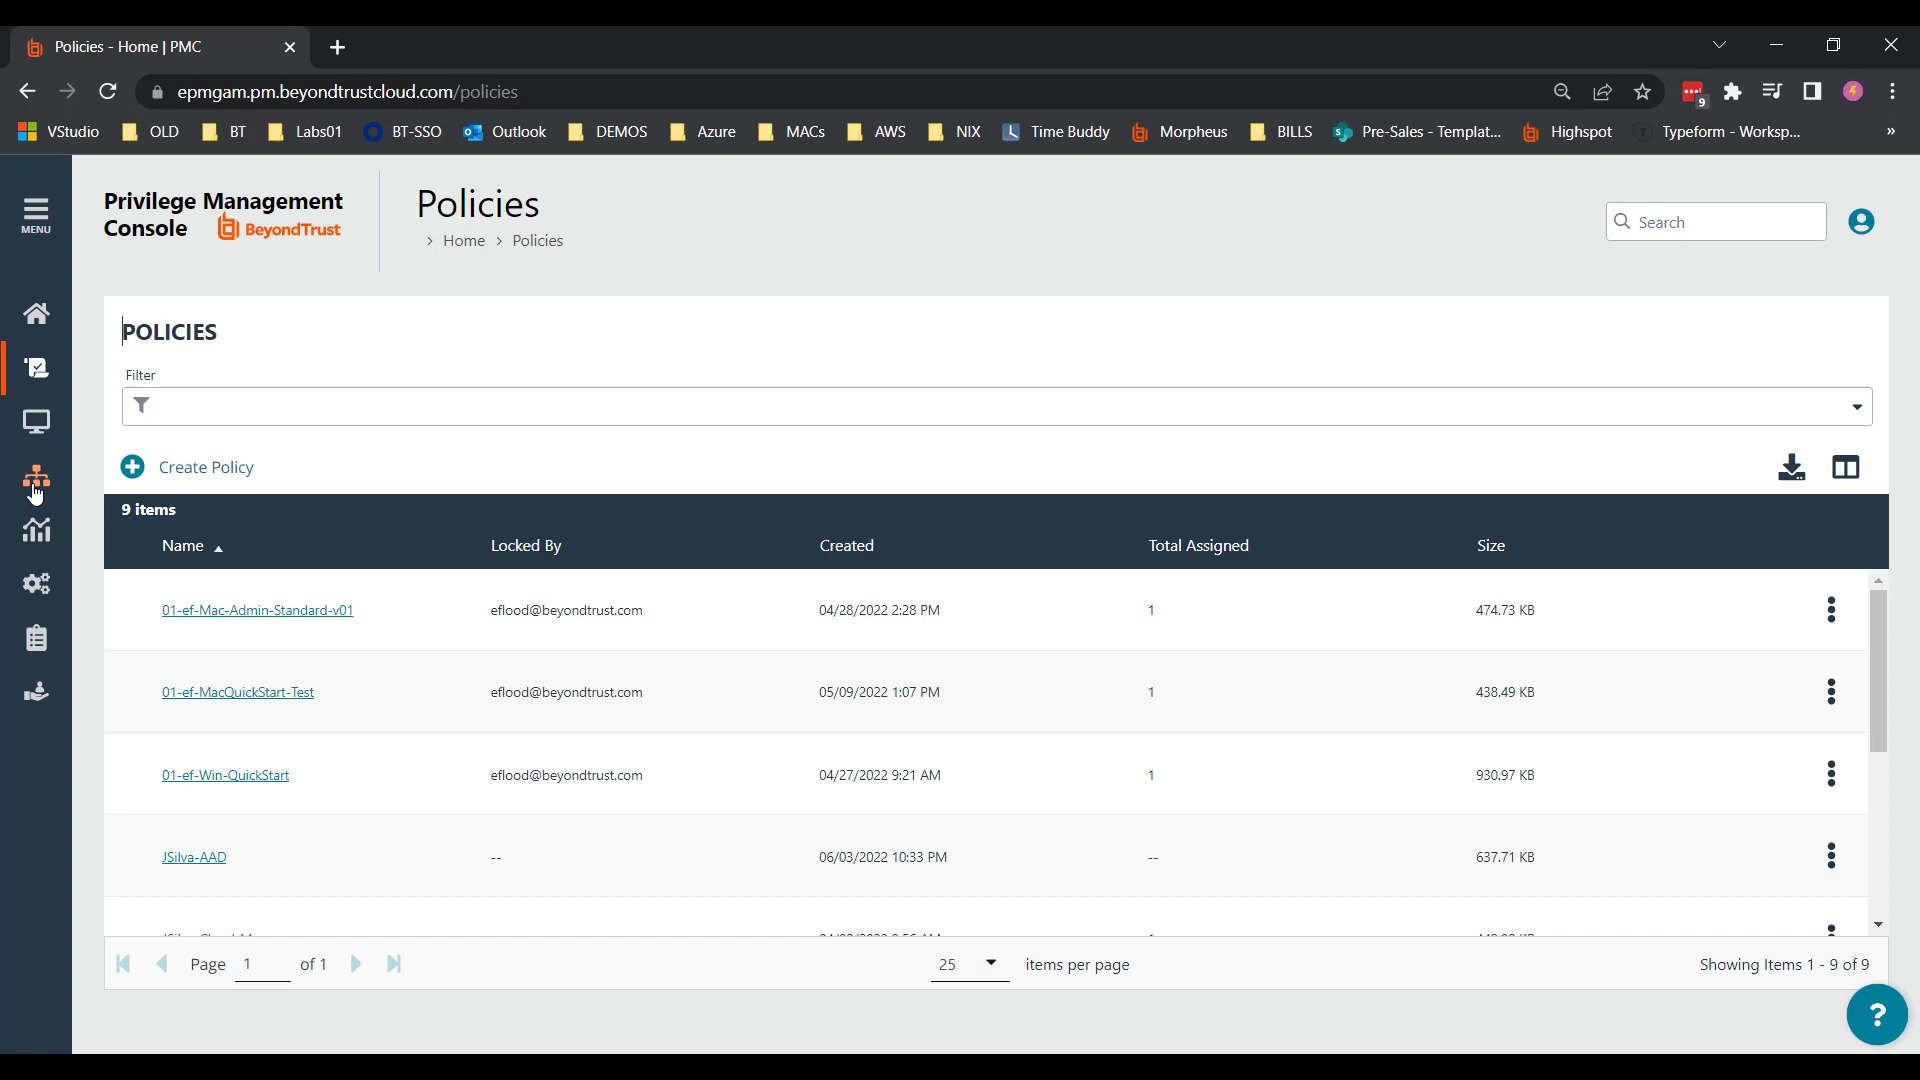 Policies - Home | PMC
epmgam.pm.beyondtrustcloud.com/policies
9
VStudio OLD BT Labs01 BT-SSO Outlook DEMOS Azure MACs AWS NIX Time Buddy Morpheus BILLS Pre-Sales - Templat... Highspot Typeform - Worksp... »
MENU
Privilege Management
Console BeyondTrust
Policies
> Home > Policies
Search
POLICIES
Filter
Create Policy
9 items
Name Locked By Created Total Assigned Size
01-ef-Mac-Admin-Standard-v01 eflood@beyondtrust.com 04/28/2022 2:28 PM 1 474.73 KB
01-ef-MacQuickStart-Test eflood@beyondtrust.com 05/09/2022 1:07 PM 1 438.49 KB
01-ef-Win-QuickStart eflood@beyondtrust.com 04/27/2022 9:21 AM 1 930.97 KB
JSilva-AAD -- 06/03/2022 10:33 PM -- 637.71 KB
Page 1 of 1 25 items per page Showing Items 1 - 9 of 9
?